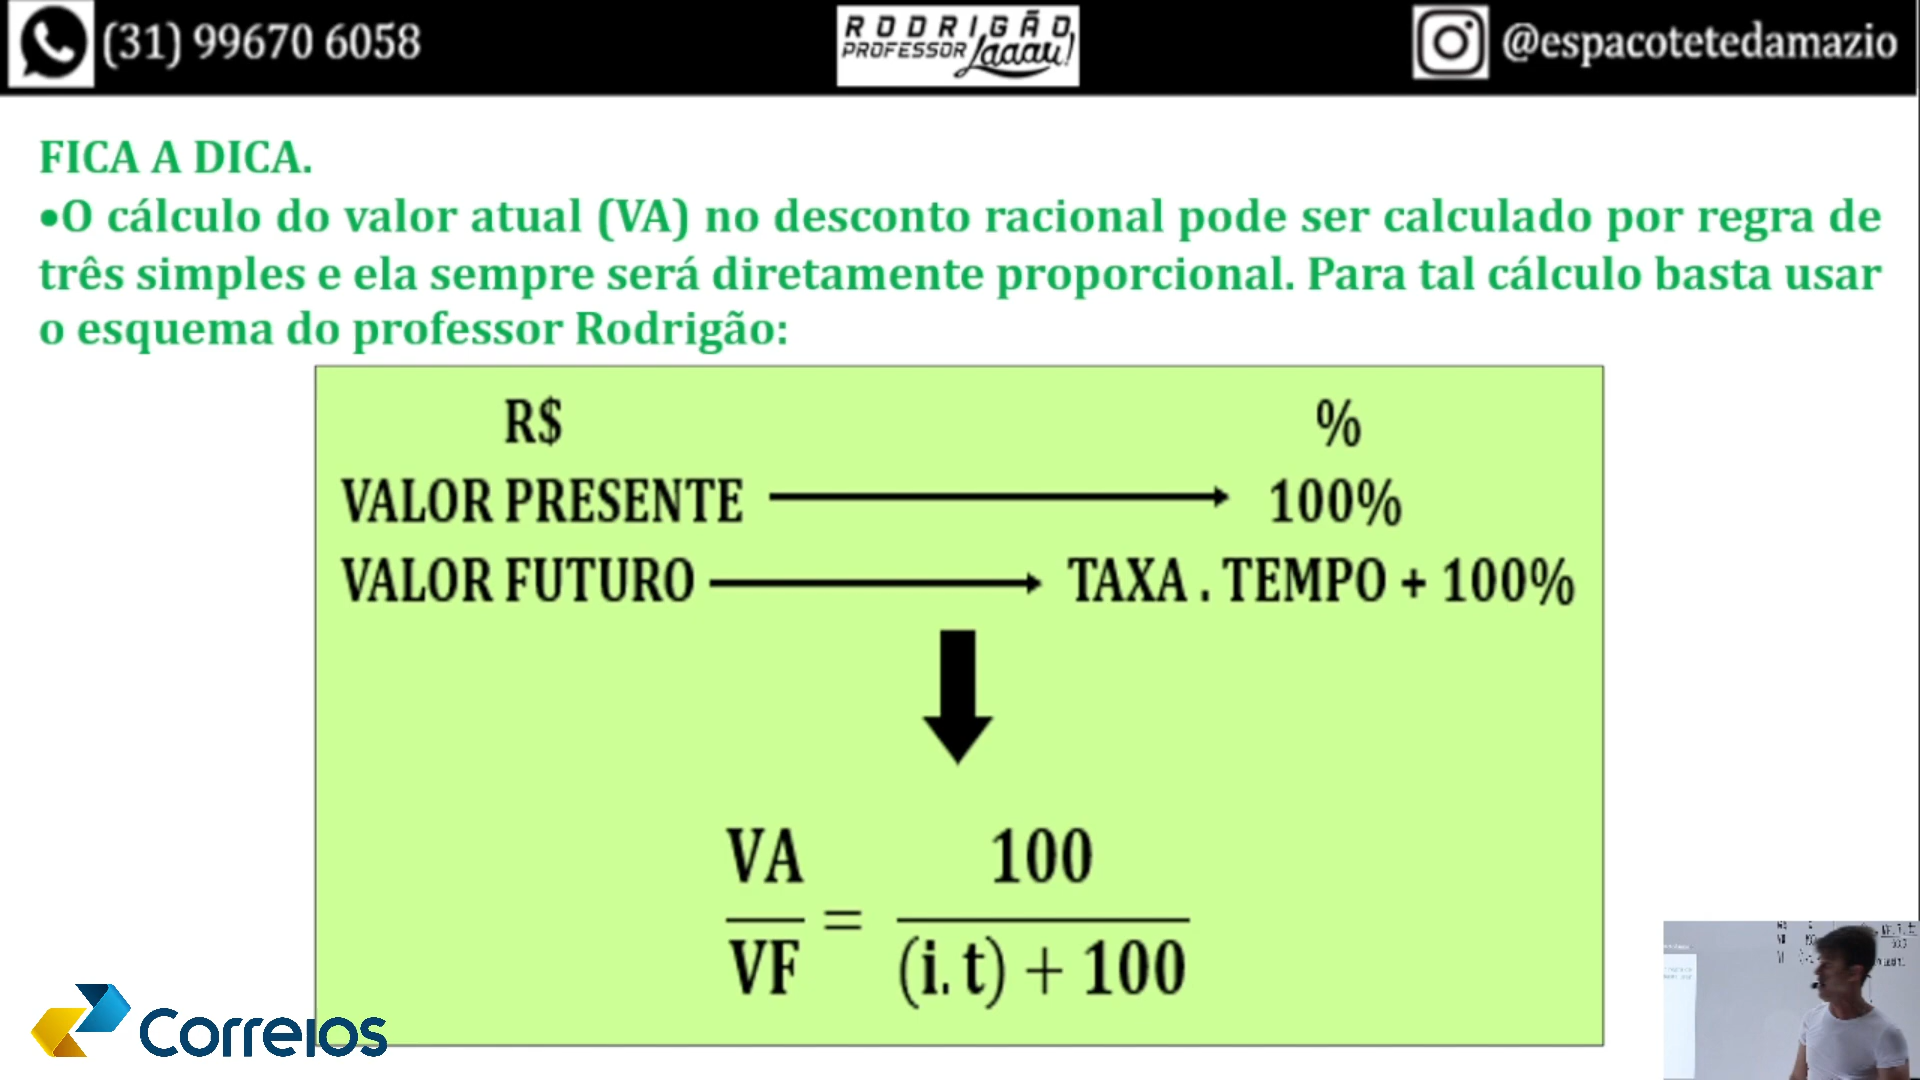 (31) 99670 6058
RODRIGÃO
PROFESSOR Laaau!
@espacotetedamazio
FICA A DICA.
•O cálculo do valor atual (VA) no desconto racional pode ser calculado por regra de
três simples e ela sempre será diretamente proporcional. Para tal cálculo basta usar
o esquema do professor Rodrigão:
R$ %
VALOR PRESENTE 100%
VALOR FUTURO TAXA . TEMPO + 100%
VA 100
=
VF (i.t) + 100
Correios